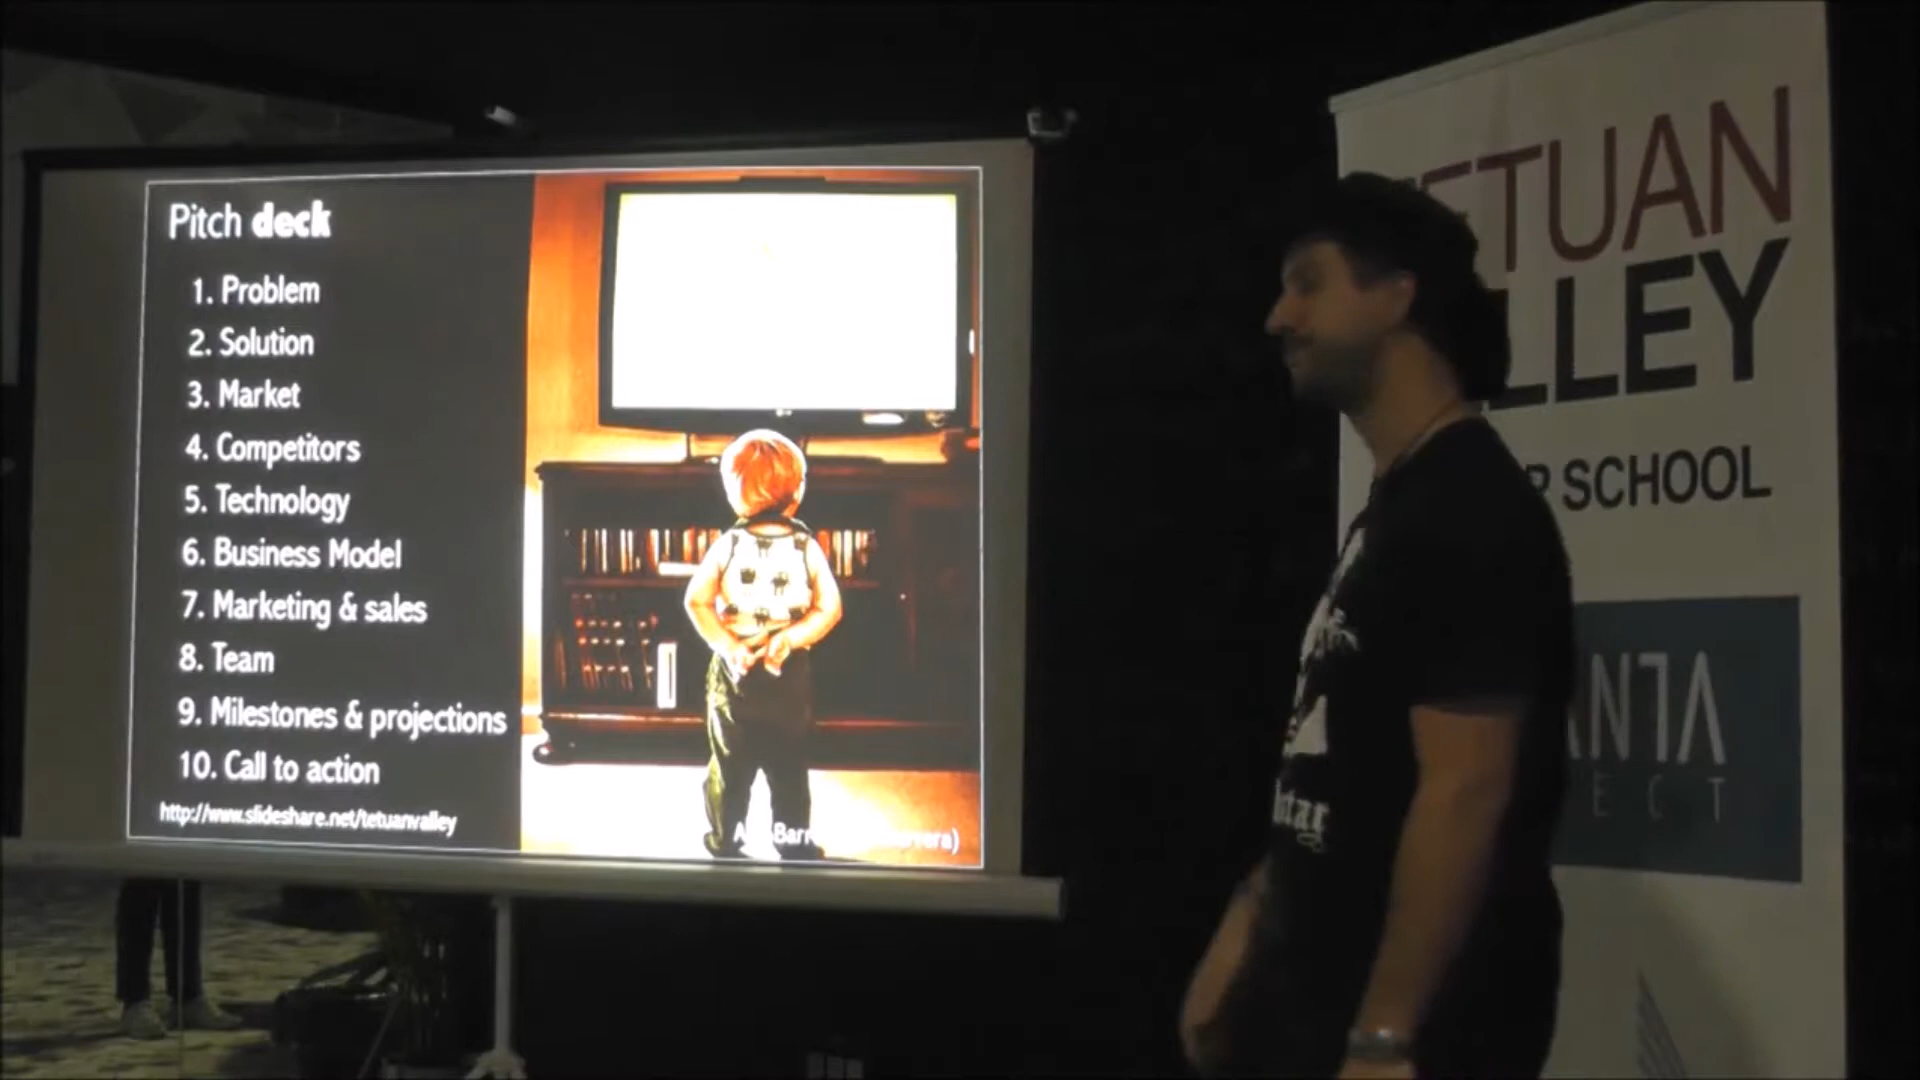 Pitch deck
1. Problem
2. Solution
3. Market
4. Competitors
5. Technology
6. Business Model
7. Marketing & sales
8. Team
9. Milestones & projections
10. Call to action
http://www.slideshare.net/tetuanvalley
TETUAN
LLEY
SCHOOL